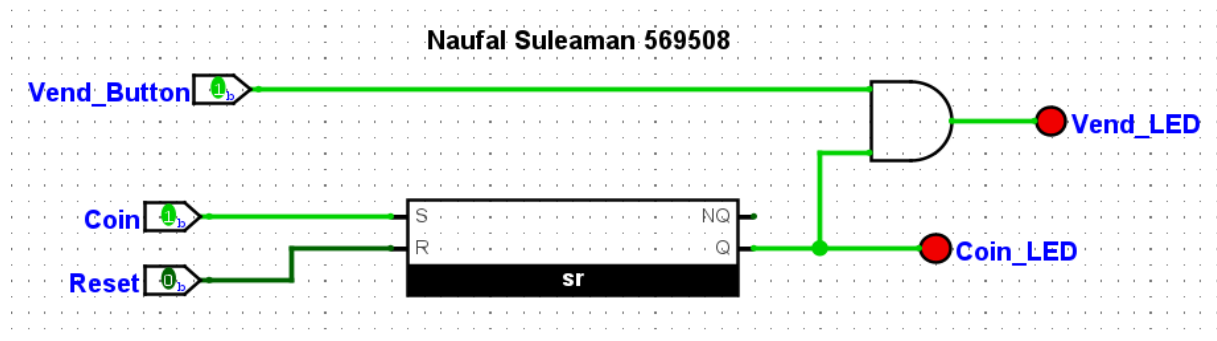 Naufal Suleaman 569508
Vend_Button 1 b
Vend_LED
Coin 1 b
S NQ
R Q
Coin_LED
Reset 0 b
sr